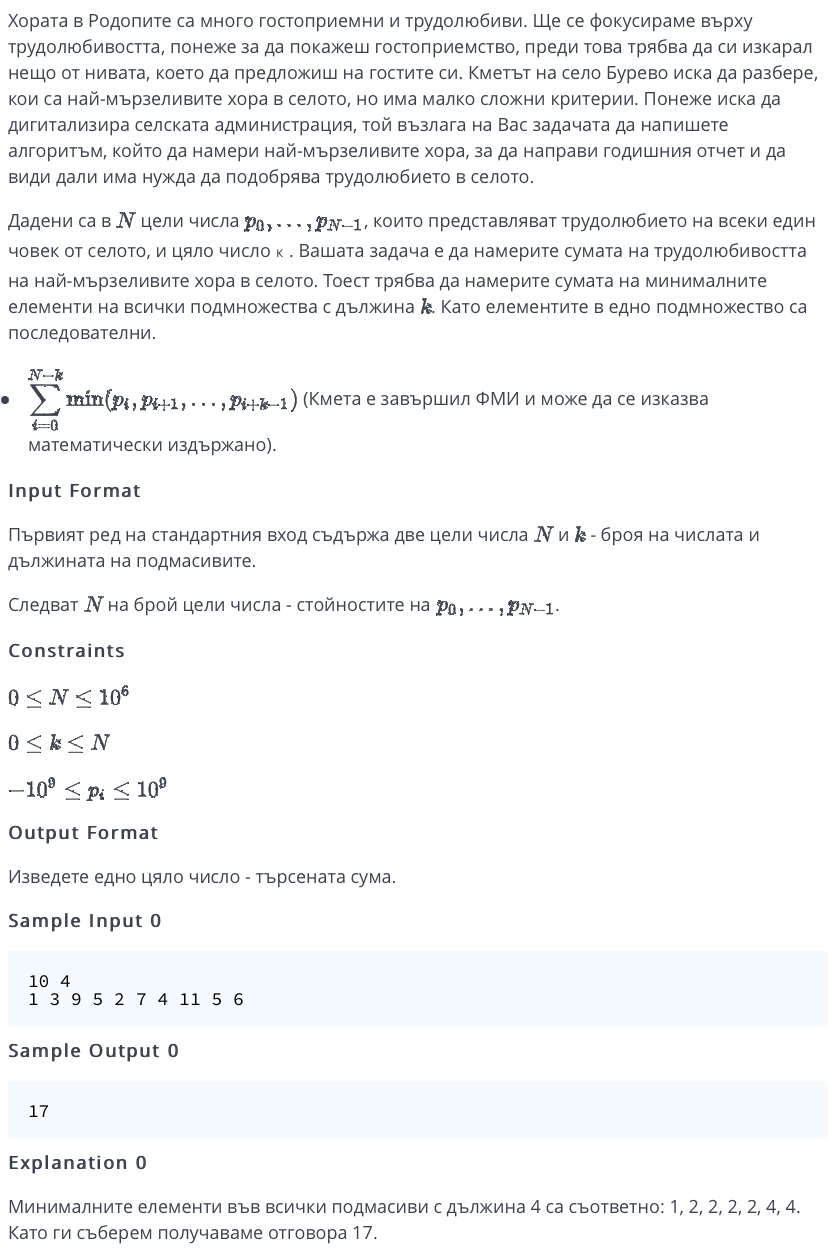 Хората в Родопите са много гостоприемни и трудолюбиви. Ще се фокусираме върху
трудолюбивостта, понеже за да покажеш гостоприемство, преди това трябва да си изкарал
нещо от нивата, което да предложиш на гостите си. Кметът на село Бурево иска да разбере,
кои са най-мързеливите хора в селото, но има малко сложни критерии. Понеже иска да
дигитализира селската администрация, той възлага на Вас задачата да напишете
алгоритъм, който да намери най-мързеливите хора, за да направи годишния отчет и да
види дали има нужда да подобрява трудолюбието в селото.
Дадени са в N цели числа p_0, . . . , p_{N−1}, които представляват трудолюбието на всеки един
човек от селото, и цяло число к . Вашата задача е да намерите сумата на трудолюбивостта
на най-мързеливите хора в селото. Тоест трябва да намерите сумата на минималните
елементи на всички подмножества с дължина k. Като елементите в едно подмножество са
последователни.
• \sum_{i=0}^{N−k} min(p_i, p_{i+1}, . . . , p_{i+k−1}) (Кмета е завършил ФМИ и може да се изказва
математически издържано).
Input Format
Първият ред на стандартния вход съдържа две цели числа N и k - броя на числата и
дължината на подмасивите.
Следват N на брой цели числа - стойностите на p_0, . . . , p_{N−1}.
Constraints
0 ≤ N ≤ 10^6
0 ≤ k ≤ N
−10^9 ≤ p_i ≤ 10^9
Output Format
Изведете едно цяло число - търсената сума.
Sample Input 0
10 4
1 3 9 5 2 7 4 11 5 6
Sample Output 0
17
Explanation 0
Минималните елементи във всички подмасиви с дължина 4 са съответно: 1, 2, 2, 2, 2, 4, 4.
Като ги съберем получаваме отговора 17.